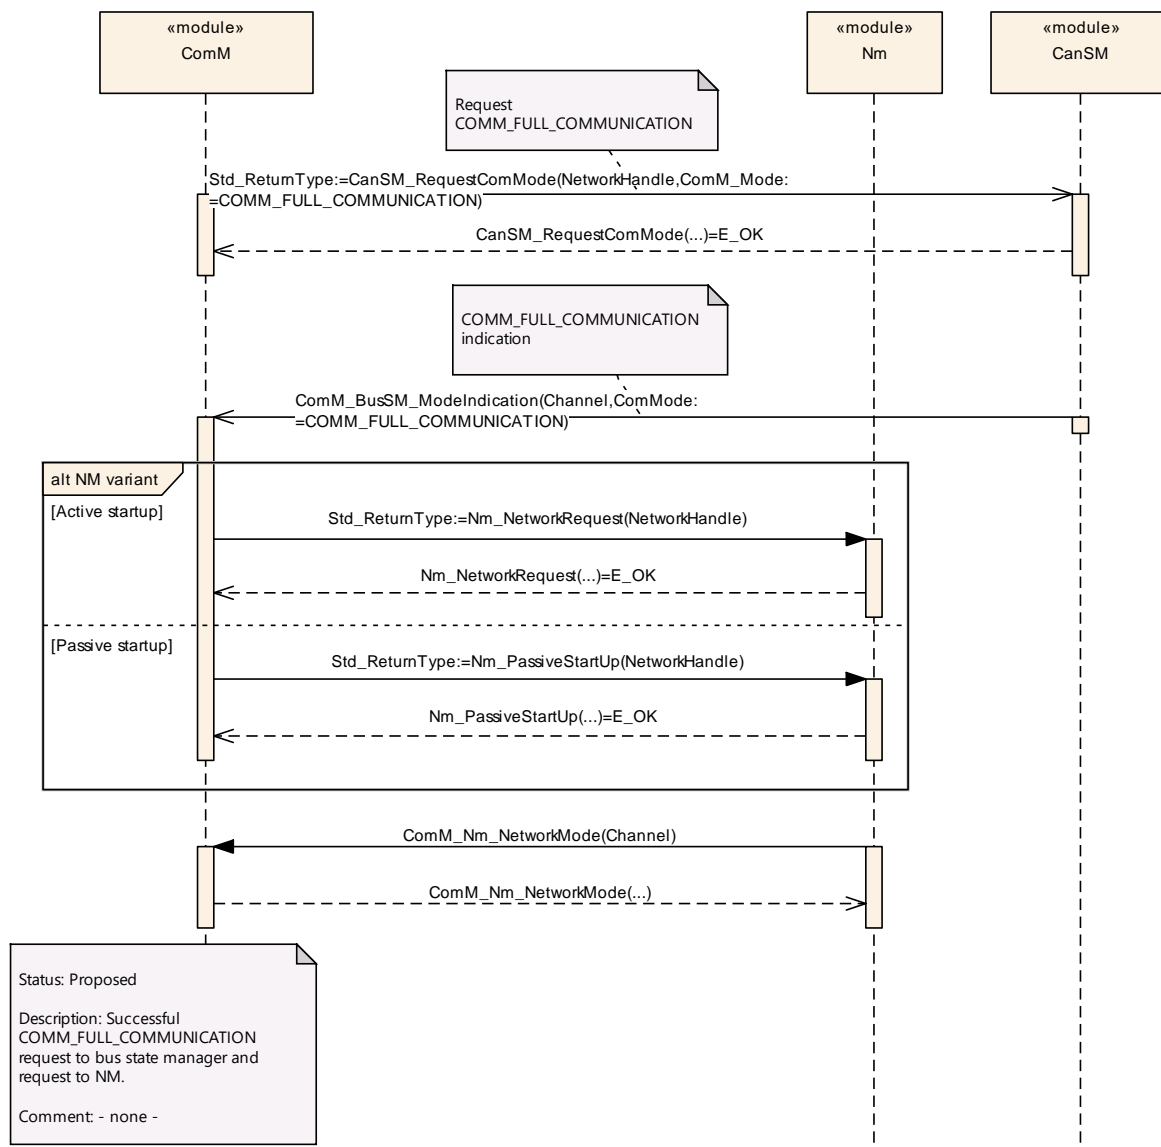 «module»
ComM
«module»
Nm
«module»
CanSM
Request
COMM_FULL_COMMUNICATION
Std_ReturnType:=CanSM_RequestComMode(NetworkHandle,ComM_Mode:
=COMM_FULL_COMMUNICATION)
CanSM_RequestComMode(...)=E_OK
COMM_FULL_COMMUNICATION
indication
ComM_BusSM_ModeIndication(Channel,ComMode:
=COMM_FULL_COMMUNICATION)
alt NM variant
[Active startup]
Std_ReturnType:=Nm_NetworkRequest(NetworkHandle)
Nm_NetworkRequest(...)=E_OK
[Passive startup]
Std_ReturnType:=Nm_PassiveStartUp(NetworkHandle)
Nm_PassiveStartUp(...)=E_OK
ComM_Nm_NetworkMode(Channel)
ComM_Nm_NetworkMode(...)
Status: Proposed
Description: Successful
COMM_FULL_COMMUNICATION
request to bus state manager and
request to NM.
Comment: - none -